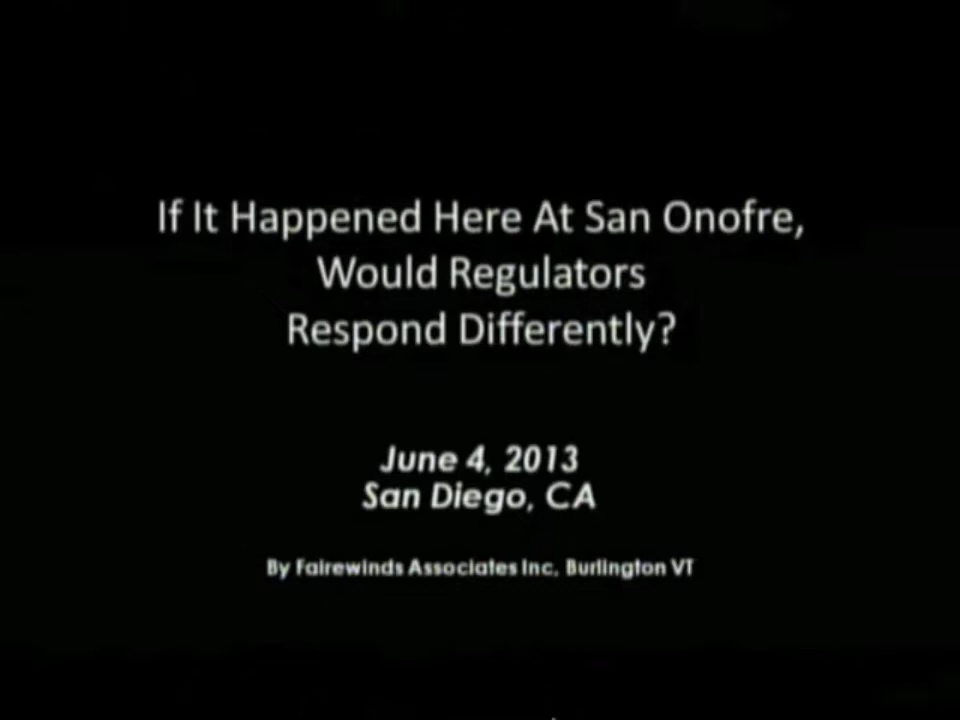 If It Happened Here At San Onofre,
Would Regulators
Respond Differently?
June 4, 2013
San Diego, CA
By Fairewinds Associates Inc, Burlington VT